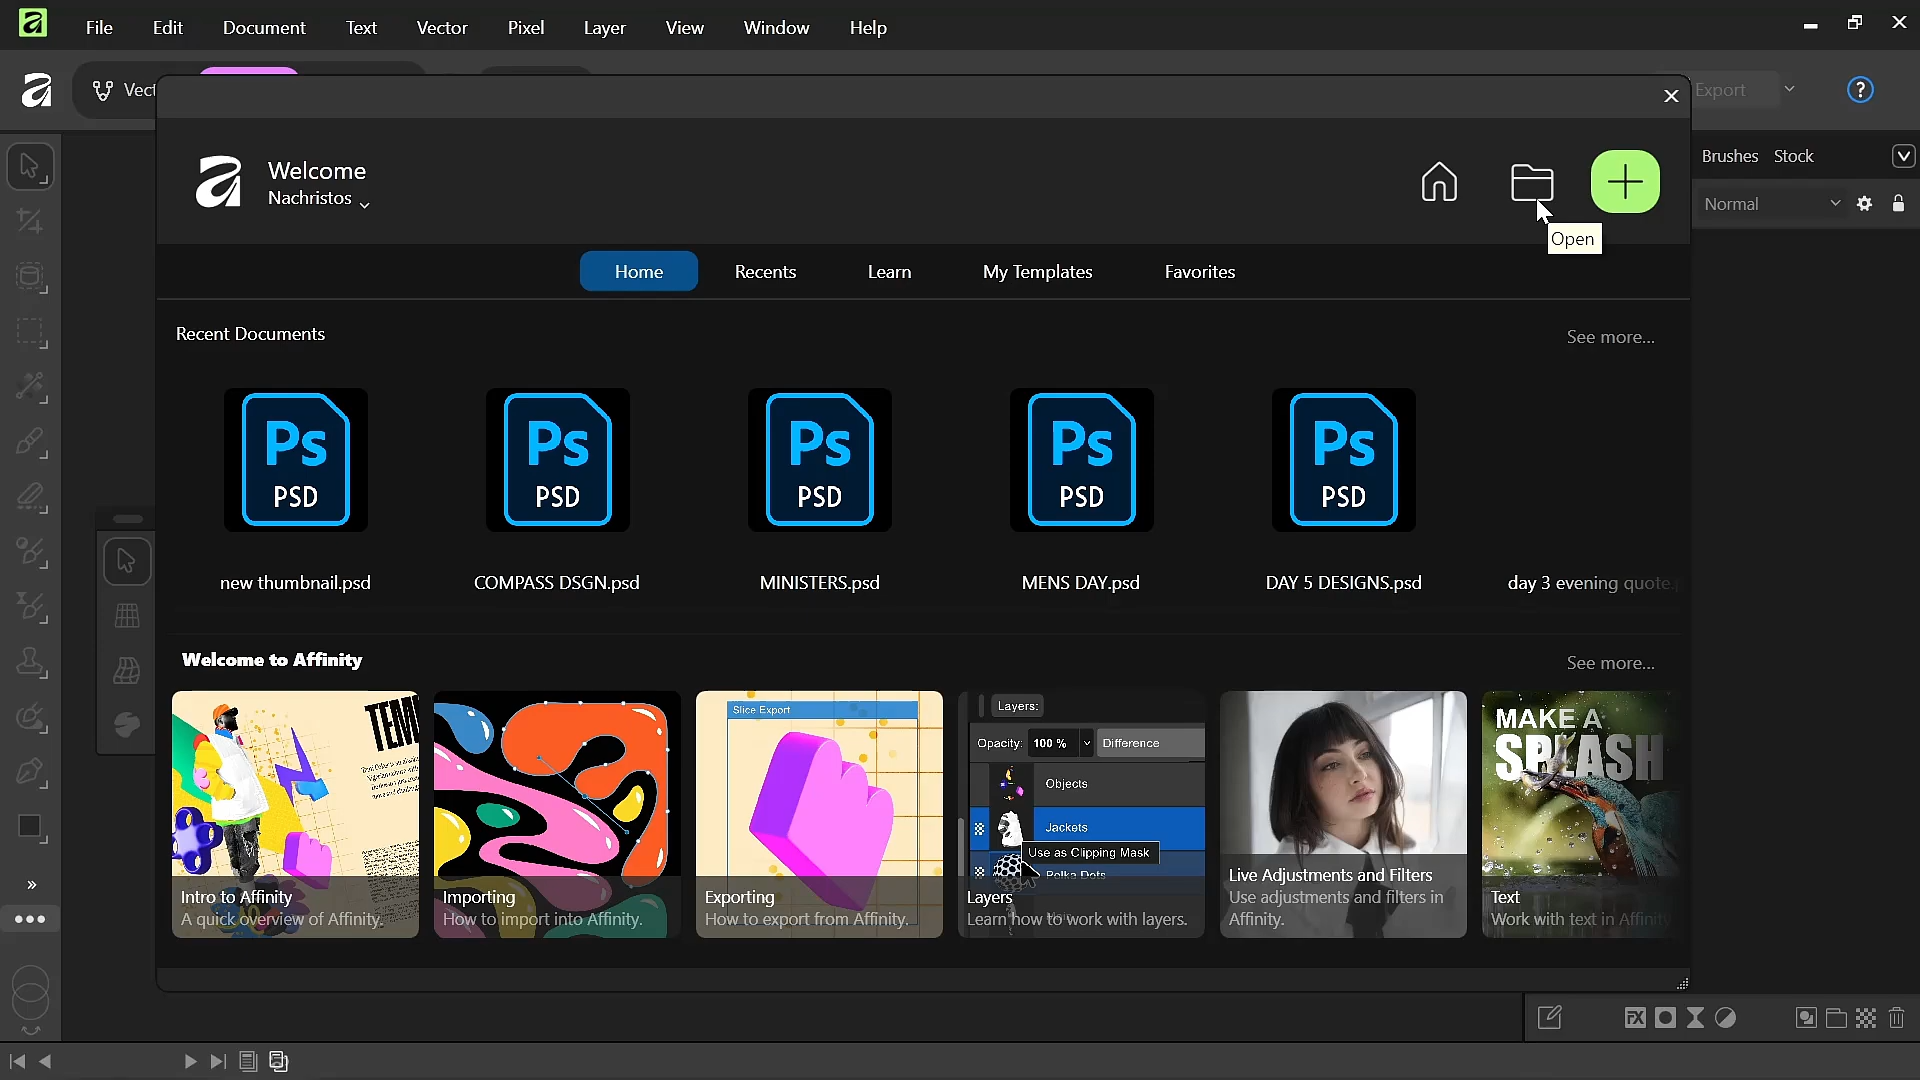 File Edit Document Text Vector Pixel Layer View Window Help
Vect
Export
Welcome
Nachristos
Open
Brushes Stock
Normal
Home Recents Learn My Templates Favorites
Recent Documents
See more...
Ps Ps Ps Ps Ps
PSD PSD PSD PSD PSD
new thumbnail.psd
COMPASS DSGN.psd
MINISTERS.psd
MENS DAY.psd
DAY 5 DESIGNS.psd
day 3 evening quote.p
Welcome to Affinity
See more...
TEM
Intro to Affinity
A quick overview of Affinity.
Importing
How to import into Affinity.
Slice Export
Exporting
How to export from Affinity.
Layers:
Opacity: 100 % Difference
Objects
Jackets
Use as Clipping Mask
Polka Dots
Layers
Learn how to work with layers.
Live Adjustments and Filters
Use adjustments and filters in
Affinity.
MAKE A
SPLASH
Text
Work with text in Affinity
FX